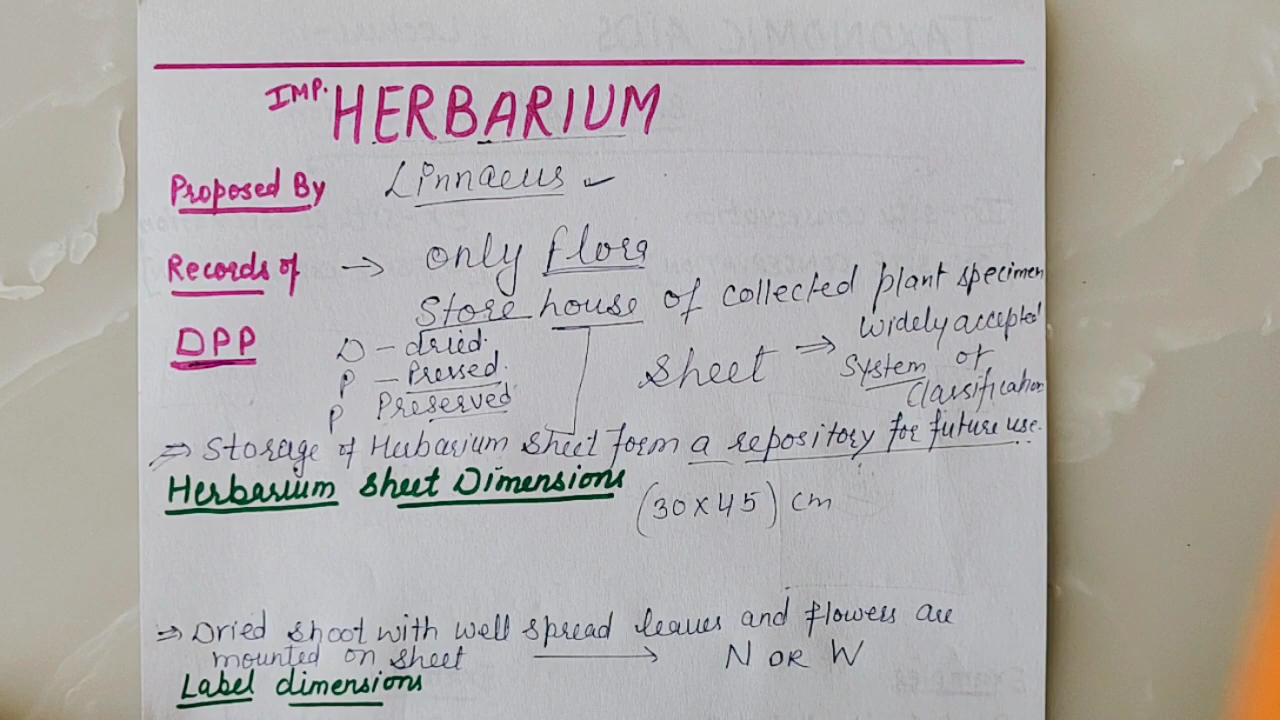 IMP. HERBARIUM
Proposed By Linnaeus
Records of → only flora
Store house of collected plant specimen
DPP
D - dried.
P - Pressed.
P Preserved
Sheet ⇒ widely accepted
System of
Classification
⇒ Storage of Herbarium sheet form a repository for future use.
Herbarium sheet Dimensions
(30x45) cm
⇒ Dried shoot with well spread leaves and flowers are
mounted on sheet → N OR W
Label dimensions